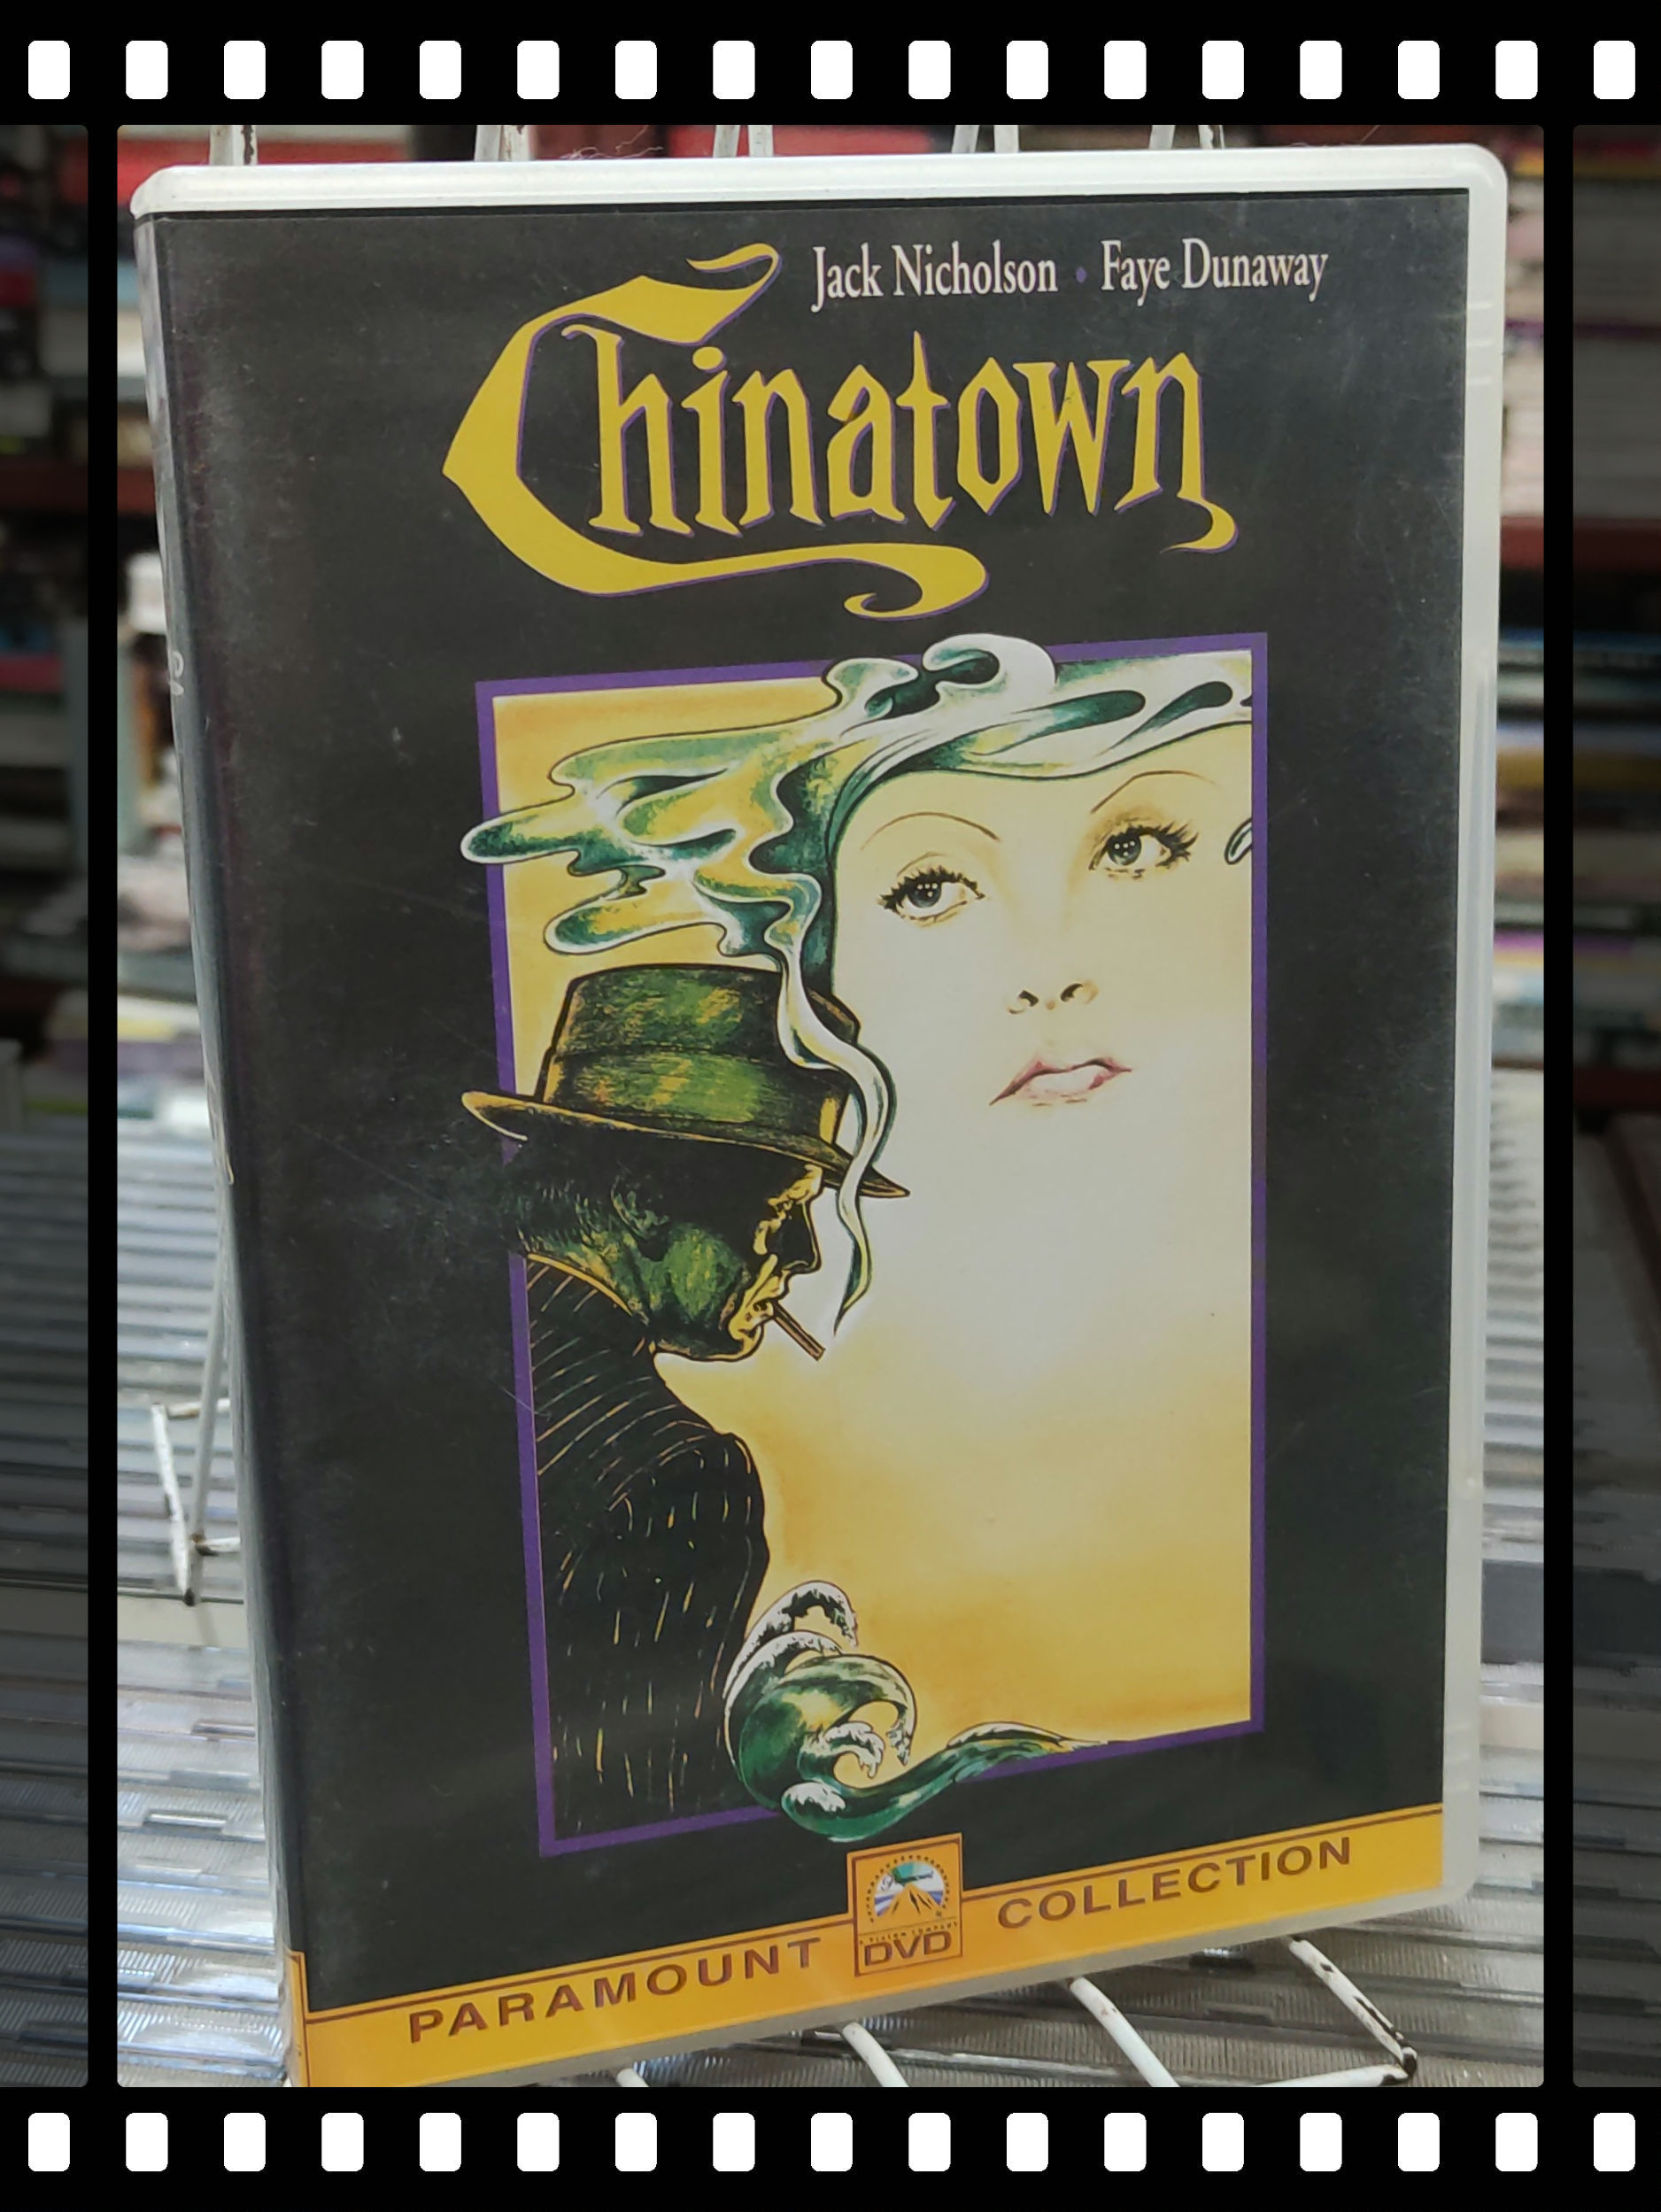 Jack Nicholson • Faye Dunaway
Chinatown
PARAMOUNT DVD COLLECTION